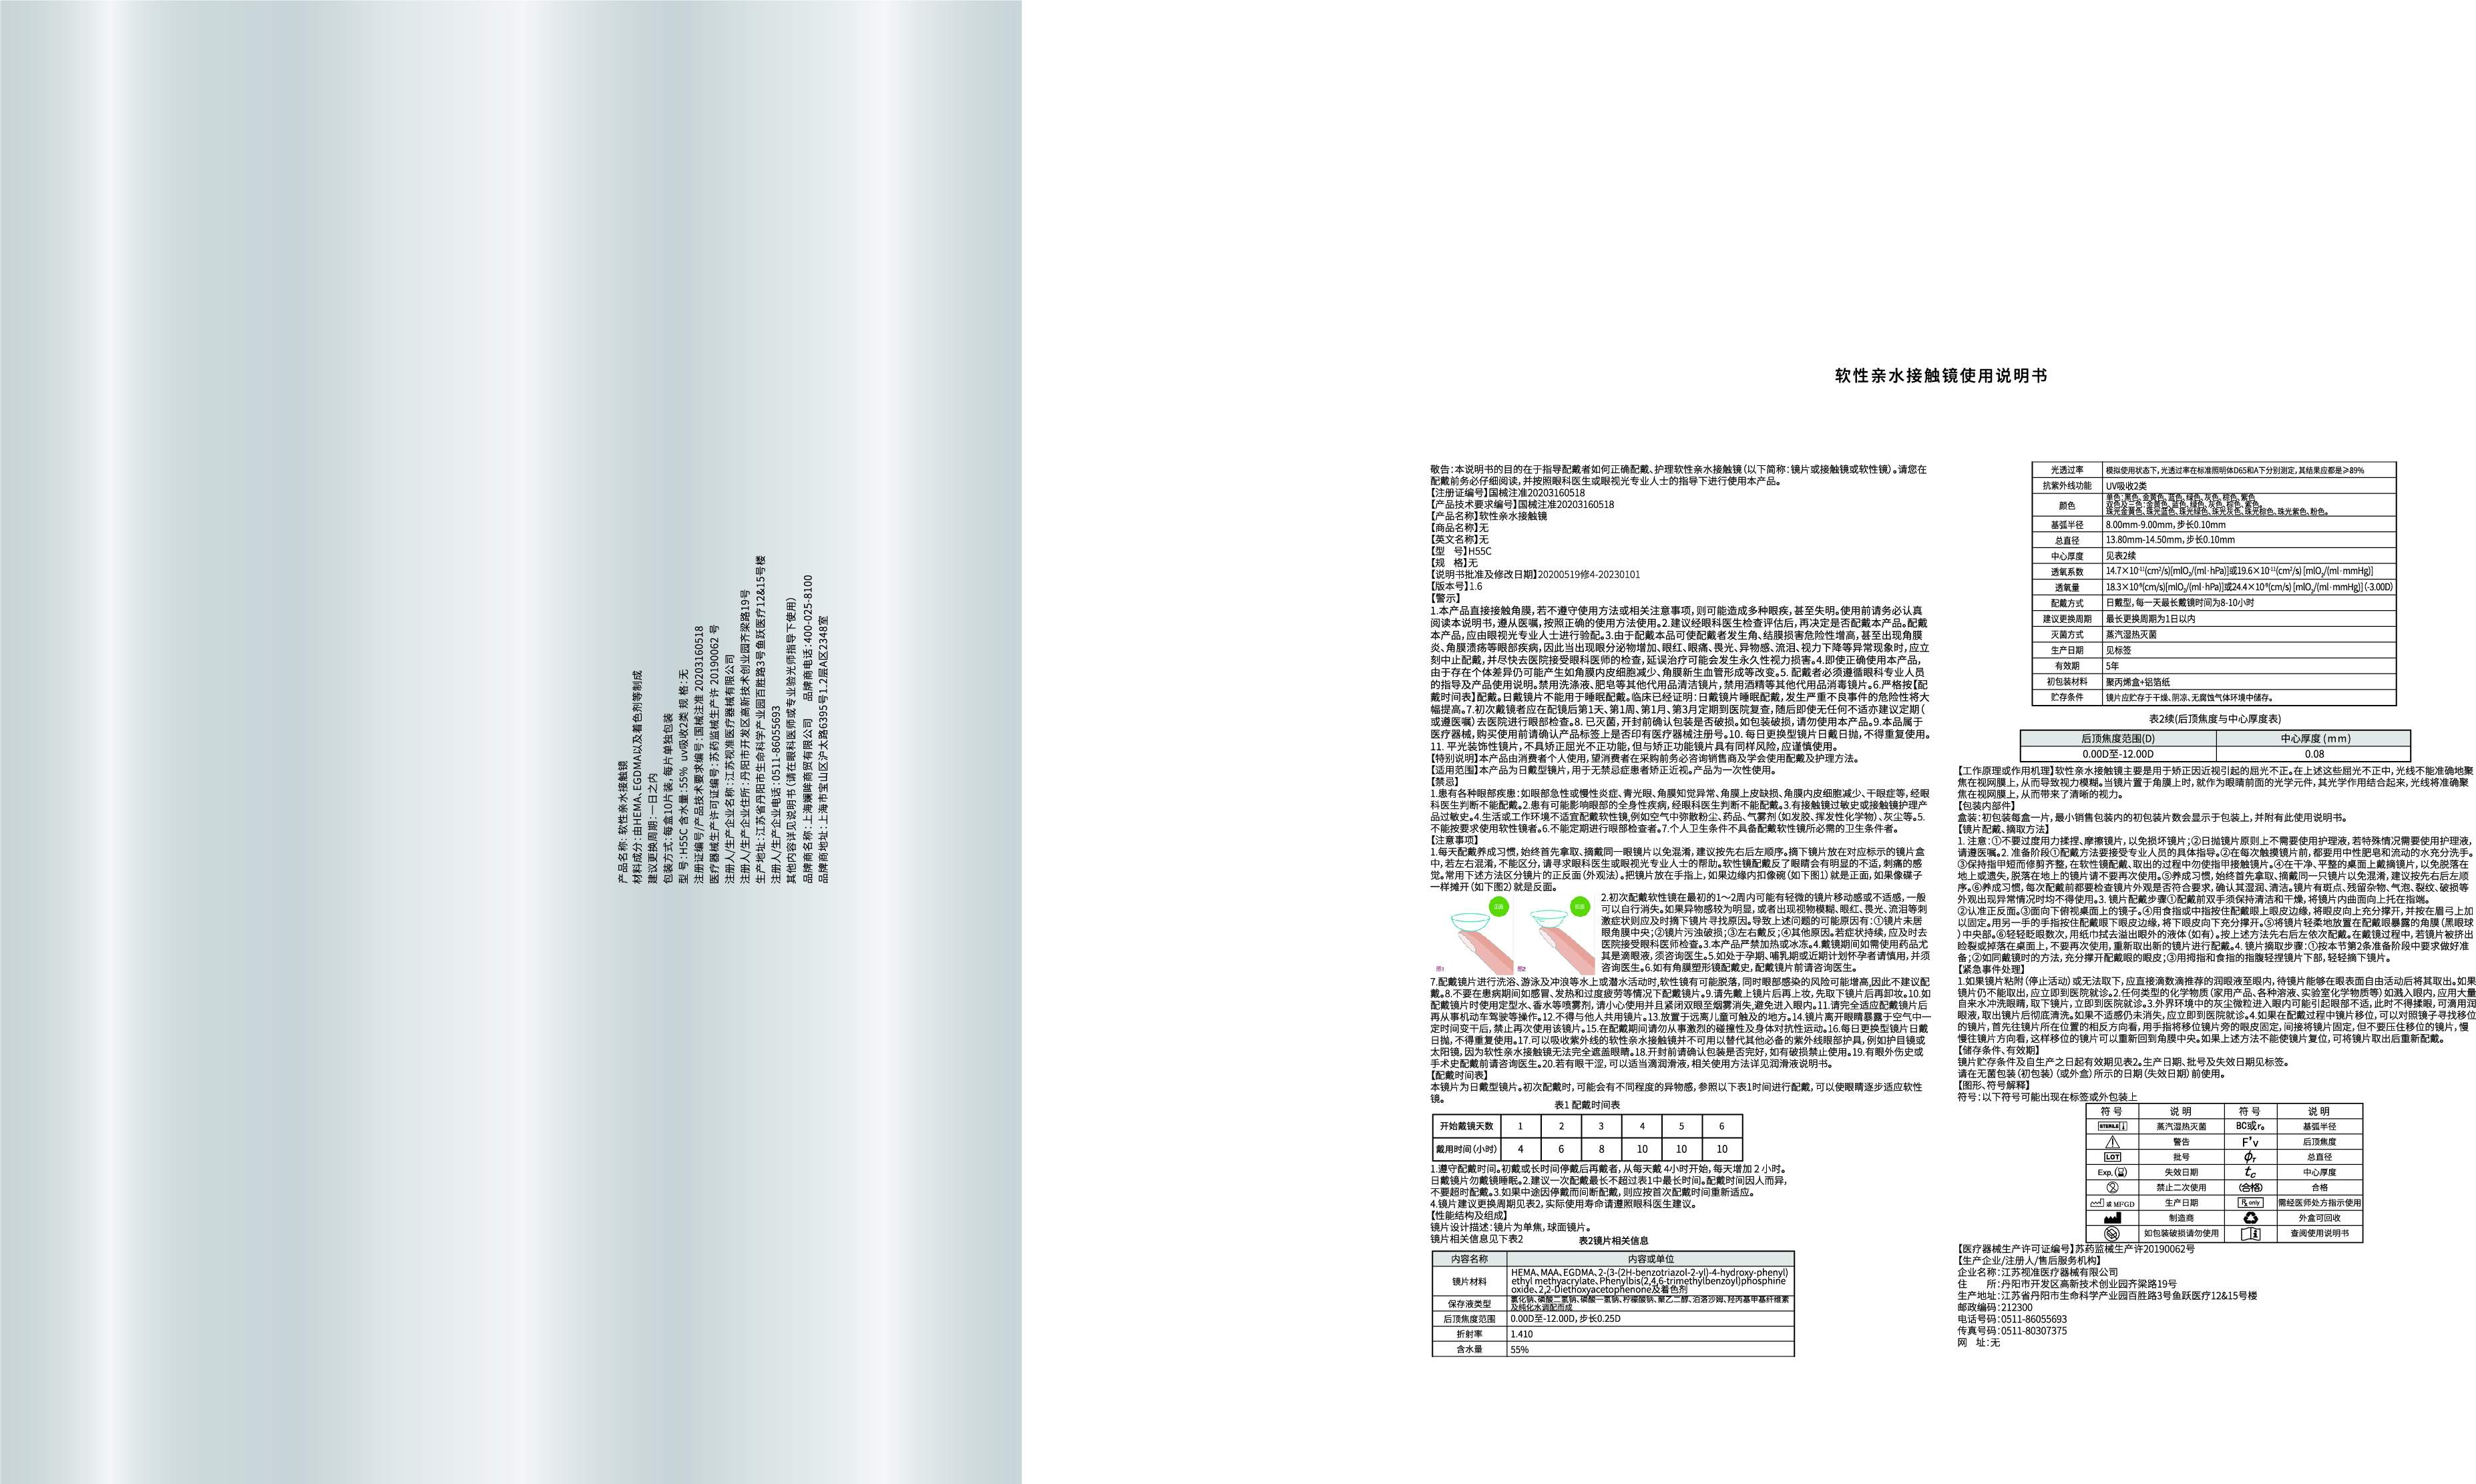 产品名称: 软性亲水接触镜
材料成分:由HEMA、EGDMA以及着色剂等制成
建议更换周期:一日之内
包装方式:每盒10片装,每片单独包装
型 号:H55C 含水量:55% uv吸收2类 规 格:无
注册证编号/产品技术要求编号:国械注准 20203160518
医疗器械生产许可证编号:苏药监械生产许 20190062 号
注册人/生产企业名称:江苏视准医疗器械有限公司
注册人/生产企业住所:丹阳市开发区高新技术创业园齐梁路19号
生产地址:江苏省丹阳市生命科学产业园百胜路3号鱼跃医疗12&15号楼
注册人/生产企业电话:0511-86055693
其他内容详见说明书(请在眼科医师或专业验光师指导下使用)
品牌商名称:上海斓眸商贸有限公司 品牌商电话:400-025-8100
品牌商地址:上海市宝山区沪太路6395号1.2层A区2348室
软性亲水接触镜使用说明书
敬告:本说明书的目的在于指导配戴者如何正确配戴、护理软性亲水接触镜(以下简称:镜片或接触镜或软性镜)。请您在
配戴前务必仔细阅读,并按照眼科医生或眼视光专业人士的指导下进行使用本产品。
【注册证编号】国械注准20203160518
【产品技术要求编号】国械注准20203160518
【产品名称】软性亲水接触镜
【商品名称】无
【英文名称】无
【型 号】H55C
【规 格】无
【说明书批准及修改日期】20200519修4-20230101
【版本号】1.6
【警示】
1.本产品直接接触角膜,若不遵守使用方法或相关注意事项,则可能造成多种眼疾,甚至失明。使用前请务必认真
阅读本说明书,遵从医嘱,按照正确的使用方法使用。2.建议经眼科医生检查评估后,再决定是否配戴本产品。配戴
本产品,应由眼视光专业人士进行验配。3.由于配戴本品可使配戴者发生角、结膜损害危险性增高,甚至出现角膜
炎、角膜溃疡等眼部疾病,因此当出现眼分泌物增加、眼红、眼痛、畏光、异物感、流泪、视力下降等异常现象时,应立
刻中止配戴,并尽快去医院接受眼科医师的检查,延误治疗可能会发生永久性视力损害。4.即使正确使用本产品,
由于存在个体差异仍可能产生如角膜内皮细胞减少、角膜新生血管形成等改变。5. 配戴者必须遵循眼科专业人员
的指导及产品使用说明。禁用洗涤液、肥皂等其他代用品清洁镜片,禁用酒精等其他代用品消毒镜片。6.严格按【配
戴时间表】配戴。日戴镜片不能用于睡眠配戴。临床已经证明:日戴镜片睡眠配戴,发生严重不良事件的危险性将大
幅提高。7.初次戴镜者应在配镜后第1天、第1周、第1月、第3月定期到医院复查,随后即使无任何不适亦建议定期(
或遵医嘱)去医院进行眼部检查。8. 已灭菌,开封前确认包装是否破损。如包装破损,请勿使用本产品。9.本品属于
医疗器械,购买使用前请确认产品标签上是否印有医疗器械注册号。10. 每日更换型镜片日戴日抛,不得重复使用。
11. 平光装饰性镜片,不具矫正屈光不正功能,但与矫正功能镜片具有同样风险,应谨慎使用。
【特别说明】本产品由消费者个人使用,望消费者在采购前务必咨询销售商及学会使用配戴及护理方法。
【适用范围】本产品为日戴型镜片,用于无禁忌症患者矫正近视。产品为一次性使用。
【禁忌】
1.患有各种眼部疾患:如眼部急性或慢性炎症、青光眼、角膜知觉异常、角膜上皮缺损、角膜内皮细胞减少、干眼症等,经眼
科医生判断不能配戴。2.患有可能影响眼部的全身性疾病,经眼科医生判断不能配戴。3.有接触镜过敏史或接触镜护理产
品过敏史。4.生活或工作环境不适宜配戴软性镜,例如空气中弥散粉尘、药品、气雾剂(如发胶、挥发性化学物)、灰尘等。5.
不能按要求使用软性镜者。6.不能定期进行眼部检查者。7.个人卫生条件不具备配戴软性镜所必需的卫生条件者。
【注意事项】
1.每天配戴养成习惯,始终首先拿取、摘戴同一眼镜片以免混淆,建议按先右后左顺序。摘下镜片放在对应标示的镜片盒
中,若左右混淆,不能区分,请寻求眼科医生或眼视光专业人士的帮助。软性镜配戴反了眼睛会有明显的不适,刺痛的感
觉。常用下述方法区分镜片的正反面(外观法)。把镜片放在手指上,如果边缘内扣像碗(如下图1)就是正面,如果像碟子
一样摊开(如下图2)就是反面。
正面
反面
图1
图2
2.初次配戴软性镜在最初的1~2周内可能有轻微的镜片移动感或不适感,一般
可以自行消失。如果异物感较为明显,或者出现视物模糊、眼红、畏光、流泪等刺
激症状则应及时摘下镜片寻找原因。导致上述问题的可能原因有:①镜片未居
眼角膜中央;②镜片污浊破损;③左右戴反;④其他原因。若症状持续,应及时去
医院接受眼科医师检查。3.本产品严禁加热或冰冻。4.戴镜期间如需使用药品尤
其是滴眼液,须咨询医生。5.如处于孕期、哺乳期或近期计划怀孕者请慎用,并须
咨询医生。6.如有角膜塑形镜配戴史,配戴镜片前请咨询医生。
7.配戴镜片进行洗浴、游泳及冲浪等水上或潜水活动时,软性镜有可能脱落,同时眼部感染的风险可能增高,因此不建议配
戴。8.不要在患病期间如感冒、发热和过度疲劳等情况下配戴镜片。9.请先戴上镜片后再上妆,先取下镜片后再卸妆。10.如
配戴镜片时使用定型水、香水等喷雾剂, 请小心使用并且紧闭双眼至烟雾消失,避免进入眼内。11.请完全适应配戴镜片后
再从事机动车驾驶等操作。12.不得与他人共用镜片。13.放置于远离儿童可触及的地方。14.镜片离开眼睛暴露于空气中一
定时间变干后,禁止再次使用该镜片。15.在配戴期间请勿从事激烈的碰撞性及身体对抗性运动。16.每日更换型镜片日戴
日抛,不得重复使用。17.可以吸收紫外线的软性亲水接触镜并不可用以替代其他必备的紫外线眼部护具,例如护目镜或
太阳镜,因为软性亲水接触镜无法完全遮盖眼睛。18.开封前请确认包装是否完好,如有破损禁止使用。19.有眼外伤史或
手术史配戴前请咨询医生。20.若有眼干涩,可以适当滴润滑液,相关使用方法详见润滑液说明书。
【配戴时间表】
本镜片为日戴型镜片。初次配戴时,可能会有不同程度的异物感,参照以下表1时间进行配戴,可以使眼睛逐步适应软性
镜。
表1 配戴时间表
开始戴镜天数 1 2 3 4 5 6
戴用时间(小时) 4 6 8 10 10 10
1.遵守配戴时间。初戴或长时间停戴后再戴者,从每天戴 4小时开始,每天增加 2 小时。
日戴镜片勿戴镜睡眠。2.建议一次配戴最长不超过表1中最长时间。配戴时间因人而异,
不要超时配戴。3.如果中途因停戴而间断配戴,则应按首次配戴时间重新适应。
4.镜片建议更换周期见表2,实际使用寿命请遵照眼科医生建议。
【性能结构及组成】
镜片设计描述:镜片为单焦,球面镜片。
镜片相关信息见下表2
表2镜片相关信息
内容名称 内容或单位
镜片材料 HEMA、MAA、EGDMA、2-(3-(2H-benzotriazol-2-yl)-4-hydroxy-phenyl)
ethyl methyacrylate、Phenylbis(2,4,6-trimethylbenzoyl)phosphine
oxide、2,2-Diethoxyacetophenone及着色剂
保存液类型 氯化钠、磷酸二氢钠、磷酸一氢钠、柠檬酸钠、聚乙二醇、泊洛沙姆、羟丙基甲基纤维素
及纯化水调配而成
后顶焦度范围 0.00D至-12.00D,步长0.25D
折射率 1.410
含水量 55%
光透过率 模拟使用状态下,光透过率在标准照明体D65和A下分别测定,其结果应都是≥89%
抗紫外线功能 UV吸收2类
颜色 单色:黑色、金黄色、蓝色、绿色、灰色、棕色、紫色
双色及三色:金黄色、蓝色、绿色、灰色、棕色、紫色。
珠光金黄色、珠光蓝色、珠光绿色、珠光灰色、珠光棕色、珠光紫色、粉色。
基弧半径 8.00mm-9.00mm,步长0.10mm
总直径 13.80mm-14.50mm,步长0.10mm
中心厚度 见表2续
透氧系数 14.7×10⁻¹¹(cm²/s)[mlO₂/(ml·hPa)]或19.6×10⁻¹¹(cm²/s) [mlO₂/(ml·mmHg)]
透氧量 18.3×10⁻⁹(cm/s)[mlO₂/(ml·hPa)]或24.4×10⁻⁹(cm/s) [mlO₂/(ml·mmHg)] (-3.00D)
配戴方式 日戴型,每一天最长戴镜时间为8-10小时
建议更换周期 最长更换周期为1日以内
灭菌方式 蒸汽湿热灭菌
生产日期 见标签
有效期 5年
初包装材料 聚丙烯盒+铝箔纸
贮存条件 镜片应贮存于干燥、阴凉、无腐蚀气体环境中储存。
表2续(后顶焦度与中心厚度表)
后顶焦度范围(D) 中心厚度 (mm)
0.00D至-12.00D 0.08
【工作原理或作用机理】软性亲水接触镜主要是用于矫正因近视引起的屈光不正。在上述这些屈光不正中,光线不能准确地聚
焦在视网膜上,从而导致视力模糊。当镜片置于角膜上时,就作为眼睛前面的光学元件,其光学作用结合起来,光线将准确聚
焦在视网膜上,从而带来了清晰的视力。
【包装内部件】
盒装:初包装每盒一片,最小销售包装内的初包装片数会显示于包装上,并附有此使用说明书。
【镜片配戴、摘取方法】
1. 注意:①不要过度用力揉捏、摩擦镜片,以免损坏镜片;②日抛镜片原则上不需要使用护理液,若特殊情况需要使用护理液,
请遵医嘱。2. 准备阶段①配戴方法要接受专业人员的具体指导。②在每次触摸镜片前,都要用中性肥皂和流动的水充分洗手。
③保持指甲短而修剪齐整,在软性镜配戴、取出的过程中勿使指甲接触镜片。④在干净、平整的桌面上戴摘镜片,以免脱落在
地上或遗失,脱落在地上的镜片请不要再次使用。⑤养成习惯,始终首先拿取、摘戴同一只镜片以免混淆,建议按先右后左顺
序。⑥养成习惯,每次配戴前都要检查镜片外观是否符合要求,确认其湿润、清洁。镜片有斑点、残留杂物、气泡、裂纹、破损等
外观出现异常情况时均不得使用。3. 镜片配戴步骤①配戴前双手须保持清洁和干燥,将镜片内曲面向上托在指端。
②认准正反面。③面向下俯视桌面上的镜子。④用食指或中指按住配戴眼上眼皮边缘,将眼皮向上充分撑开,并按在眉弓上加
以固定。用另一手的手指按住配戴眼下眼皮边缘,将下眼皮向下充分撑开。⑤将镜片轻柔地放置在配戴眼暴露的角膜(黑眼球
)中央部。⑥轻轻眨眼数次,用纸巾拭去溢出眼外的液体(如有)。按上述方法先右后左依次配戴。在戴镜过程中,若镜片被挤出
睑裂或掉落在桌面上,不要再次使用,重新取出新的镜片进行配戴。4. 镜片摘取步骤:①按本节第2条准备阶段中要求做好准
备;②如同戴镜时的方法,充分撑开配戴眼的眼皮;③用拇指和食指的指腹轻捏镜片下部,轻轻摘下镜片。
【紧急事件处理】
1.如果镜片粘附(停止活动)或无法取下,应直接滴数滴推荐的润眼液至眼内,待镜片能够在眼表面自由活动后将其取出。如果
镜片仍不能取出,应立即到医院就诊。2.任何类型的化学物质(家用产品、各种溶液、实验室化学物质等)如溅入眼内,应用大量
自来水冲洗眼睛,取下镜片,立即到医院就诊。3.外界环境中的灰尘微粒进入眼内可能引起眼部不适,此时不得揉眼,可滴用润
眼液,取出镜片后彻底清洗。如果不适感仍未消失,应立即到医院就诊。4.如果在配戴过程中镜片移位,可以对照镜子寻找移位
的镜片,首先往镜片所在位置的相反方向看,用手指将移位镜片旁的眼皮固定,间接将镜片固定,但不要压住移位的镜片,慢
慢往镜片方向看,这样移位的镜片可以重新回到角膜中央。如果上述方法不能使镜片复位,可将镜片取出后重新配戴。
【储存条件、有效期】
镜片贮存条件及自生产之日起有效期见表2。生产日期、批号及失效日期见标签。
请在无菌包装(初包装)(或外盒)所示的日期(失效日期)前使用。
【图形、符号解释】
符号:以下符号可能出现在标签或外包装上
符 号 说 明 符 号 说 明
STERILE 蒸汽湿热灭菌 BC或r₀ 基弧半径
警告 F'v 后顶焦度
LOT 批号 ϕT 总直径
Exp. 失效日期 tc 中心厚度
2 禁止二次使用 (合格) 合格
或 MFGD 生产日期 Rx only 需经医师处方指示使用
制造商 外盒可回收
如包装破损请勿使用 i 查阅使用说明书
【医疗器械生产许可证编号】苏药监械生产许20190062号
【生产企业/注册人/售后服务机构】
企业名称:江苏视准医疗器械有限公司
住 所:丹阳市开发区高新技术创业园齐梁路19号
生产地址:江苏省丹阳市生命科学产业园百胜路3号鱼跃医疗12&15号楼
邮政编码:212300
电话号码:0511-86055693
传真号码:0511-80307375
网 址:无